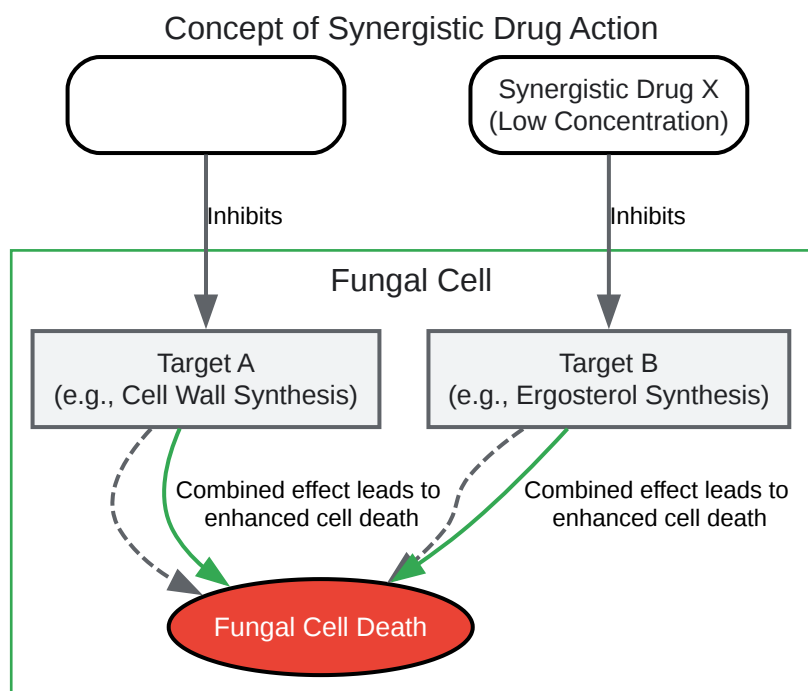 Concept of Synergistic Drug Action
Synergistic Drug X
(Low Concentration)
Inhibits
Inhibits
Fungal Cell
Target A
(e.g., Cell Wall Synthesis)
Target B
(e.g., Ergosterol Synthesis)
Combined effect leads to
enhanced cell death
Combined effect leads to
enhanced cell death
Fungal Cell Death